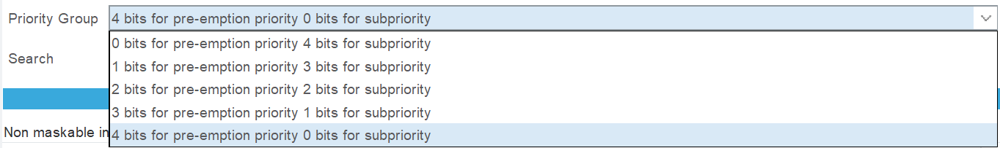 Priority Group 4 bits for pre-emption priority 0 bits for subpriority
0 bits for pre-emption priority 4 bits for subpriority
Search
1 bits for pre-emption priority 3 bits for subpriority
2 bits for pre-emption priority 2 bits for subpriority
3 bits for pre-emption priority 1 bits for subpriority
Non maskable in
4 bits for pre-emption priority 0 bits for subpriority